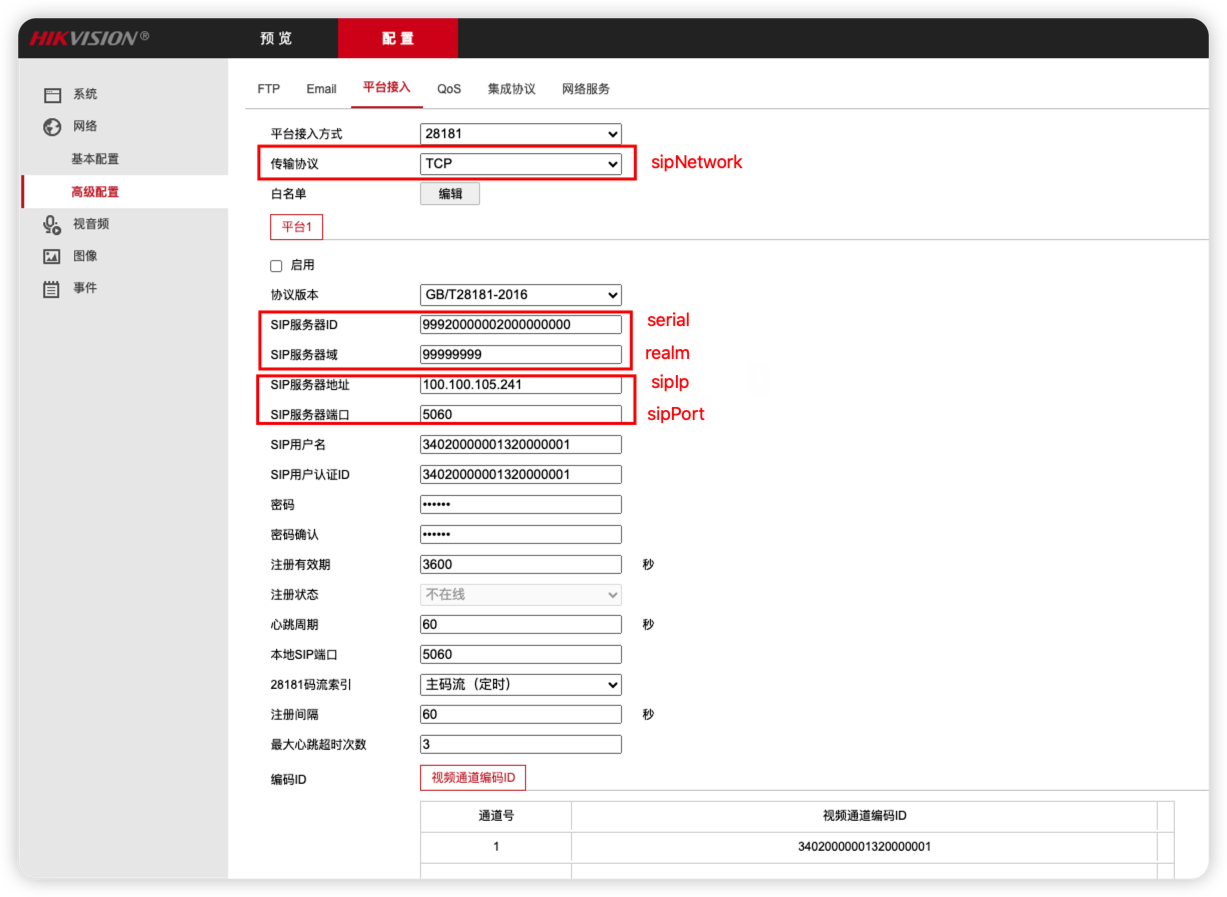 HIKVISION® 预览 配置
系统
网络
基本配置
高级配置
视音频
图像
事件
FTP Email 平台接入 QoS 集成协议 网络服务
平台接入方式 28181
传输协议 TCP sipNetwork
白名单 编辑
平台1
启用
协议版本 GB/T28181-2016
SIP服务器ID 99920000002000000000 serial
SIP服务器域 99999999 realm
SIP服务器地址 100.100.105.241 sipIp
SIP服务器端口 5060 sipPort
SIP用户名 34020000001320000001
SIP用户认证ID 34020000001320000001
密码 ••••••
密码确认 ••••••
注册有效期 3600 秒
注册状态 不在线
心跳周期 60 秒
本地SIP端口 5060
28181码流索引 主码流（定时）
注册间隔 60 秒
最大心跳超时次数 3
编码ID 视频通道编码ID
通道号 视频通道编码ID
1 34020000001320000001